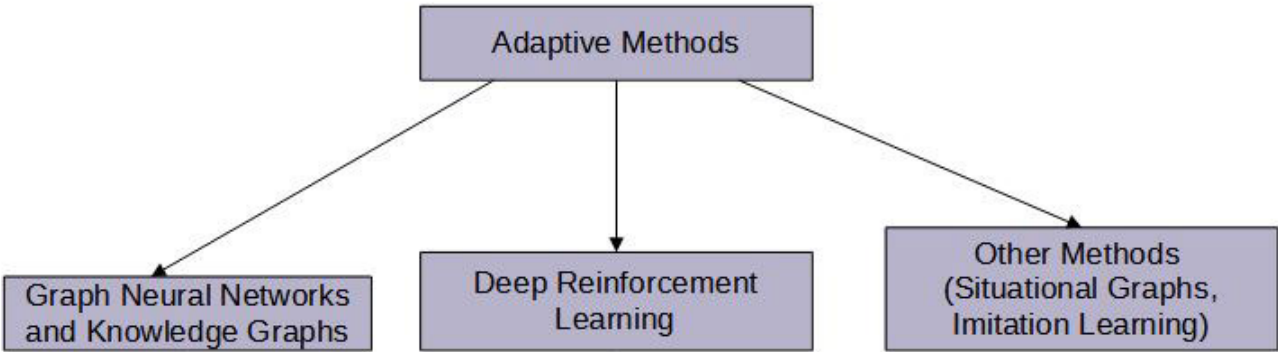 Adaptive Methods
Graph Neural Networks
and Knowledge Graphs
Deep Reinforcement
Learning
Other Methods
(Situational Graphs,
Imitation Learning)